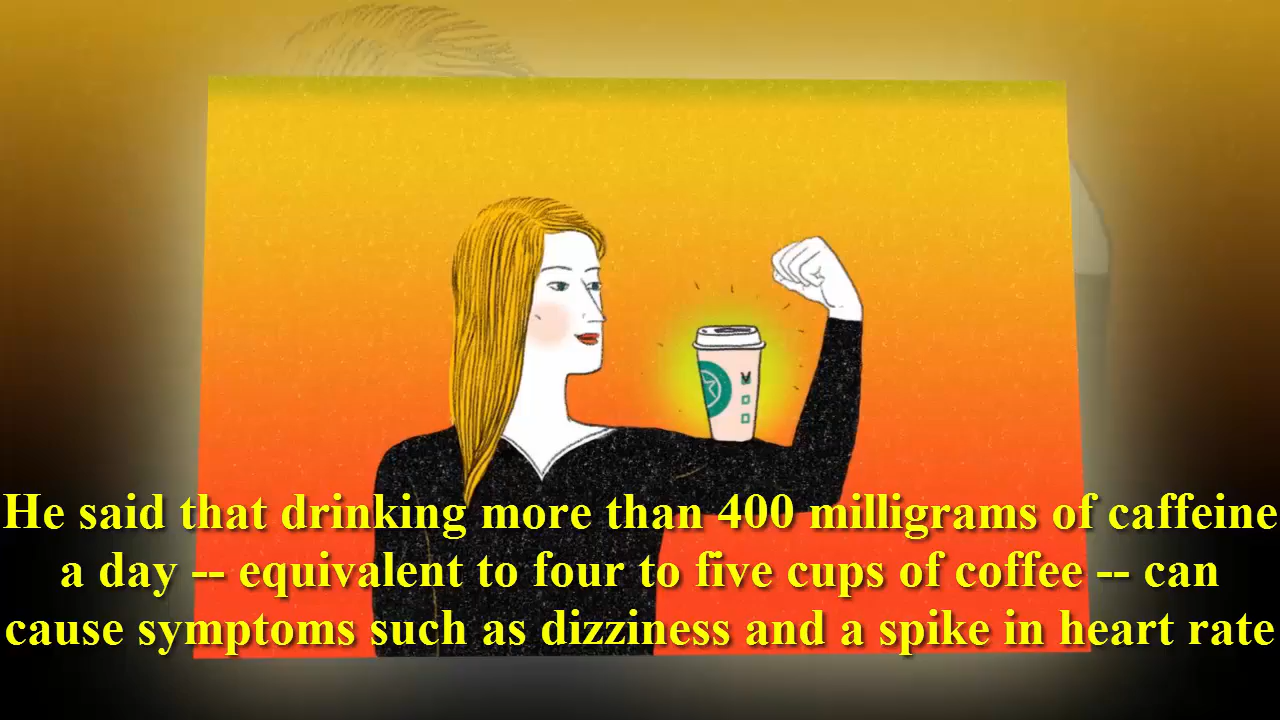 He said that drinking more than 400 milligrams of caffeine
a day -- equivalent to four to five cups of coffee -- can
cause symptoms such as dizziness and a spike in heart rate